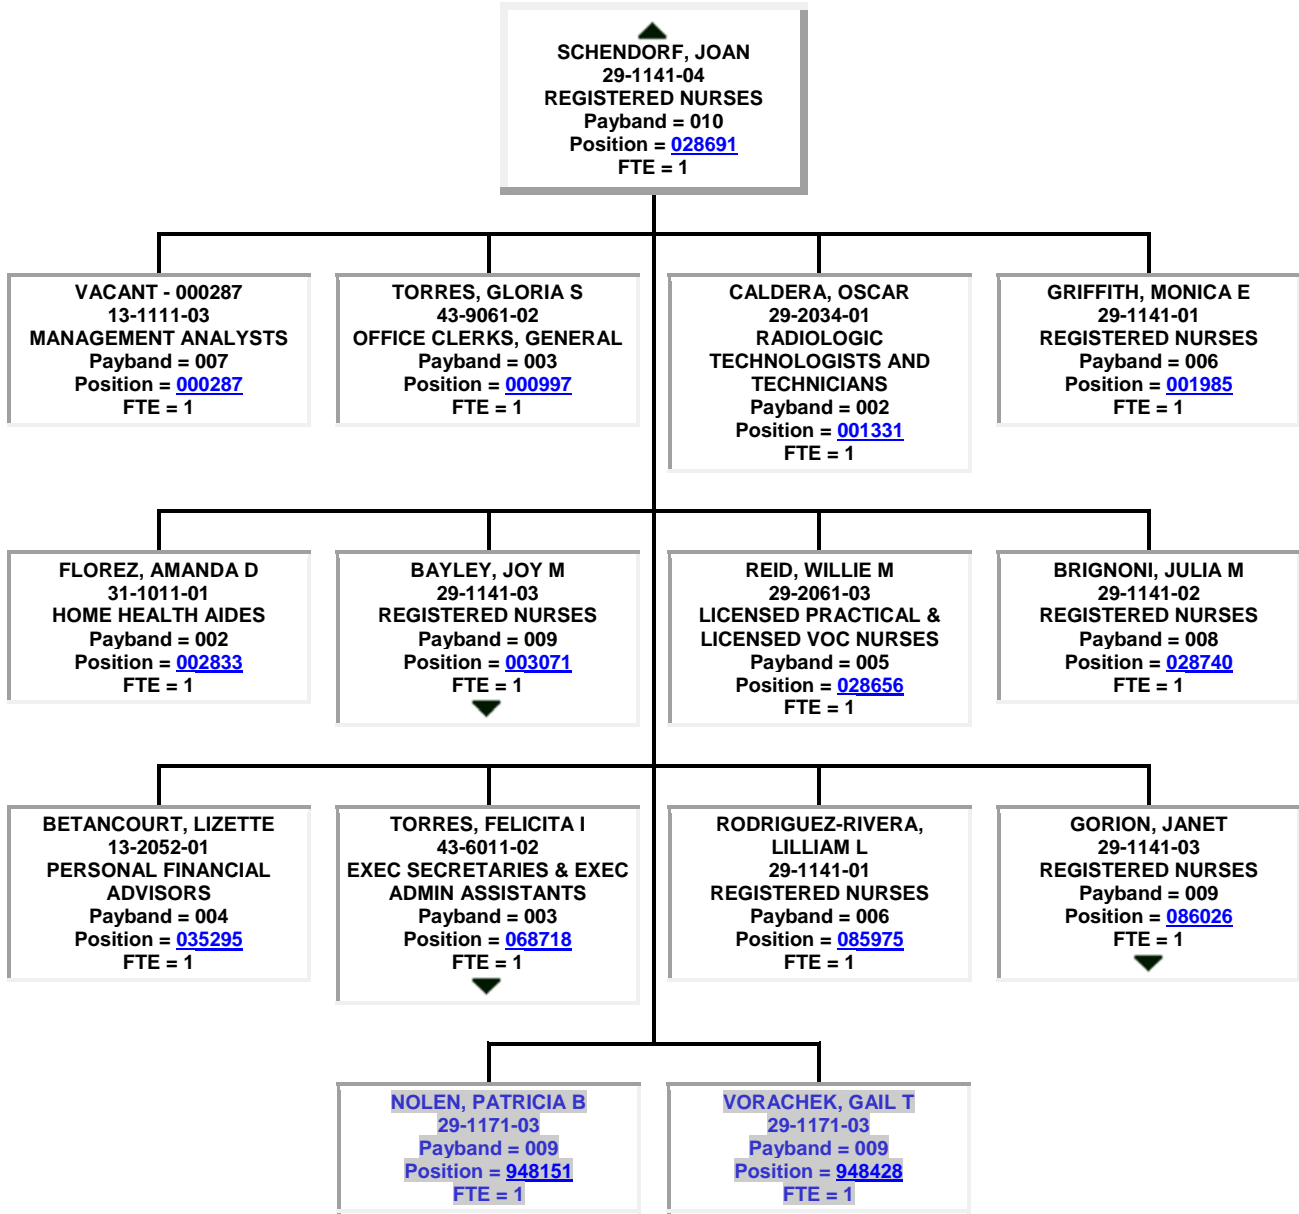 SCHENDORF, JOAN
29-1141-04
REGISTERED NURSES
Payband = 010
Position = 028691
FTE = 1
VACANT - 000287
13-1111-03
MANAGEMENT ANALYSTS
Payband = 007
Position = 000287
FTE = 1
TORRES, GLORIA S
43-9061-02
OFFICE CLERKS, GENERAL
Payband = 003
Position = 000997
FTE = 1
CALDERA, OSCAR
29-2034-01
RADIOLOGIC
TECHNOLOGISTS AND
TECHNICIANS
Payband = 002
Position = 001331
FTE = 1
GRIFFITH, MONICA E
29-1141-01
REGISTERED NURSES
Payband = 006
Position = 001985
FTE = 1
FLOREZ, AMANDA D
31-1011-01
HOME HEALTH AIDES
Payband = 002
Position = 002833
FTE = 1
BAYLEY, JOY M
29-1141-03
REGISTERED NURSES
Payband = 009
Position = 003071
FTE = 1
REID, WILLIE M
29-2061-03
LICENSED PRACTICAL &
LICENSED VOC NURSES
Payband = 005
Position = 028656
FTE = 1
BRIGNONI, JULIA M
29-1141-02
REGISTERED NURSES
Payband = 008
Position = 028740
FTE = 1
BETANCOURT, LIZETTE
13-2052-01
PERSONAL FINANCIAL
ADVISORS
Payband = 004
Position = 035295
FTE = 1
TORRES, FELICITA I
43-6011-02
EXEC SECRETARIES & EXEC
ADMIN ASSISTANTS
Payband = 003
Position = 068718
FTE = 1
RODRIGUEZ-RIVERA,
LILLIAM L
29-1141-01
REGISTERED NURSES
Payband = 006
Position = 085975
FTE = 1
GORION, JANET
29-1141-03
REGISTERED NURSES
Payband = 009
Position = 086026
FTE = 1
NOLEN, PATRICIA B
29-1171-03
Payband = 009
Position = 948151
FTE = 1
VORACHEK, GAIL T
29-1171-03
Payband = 009
Position = 948428
FTE = 1